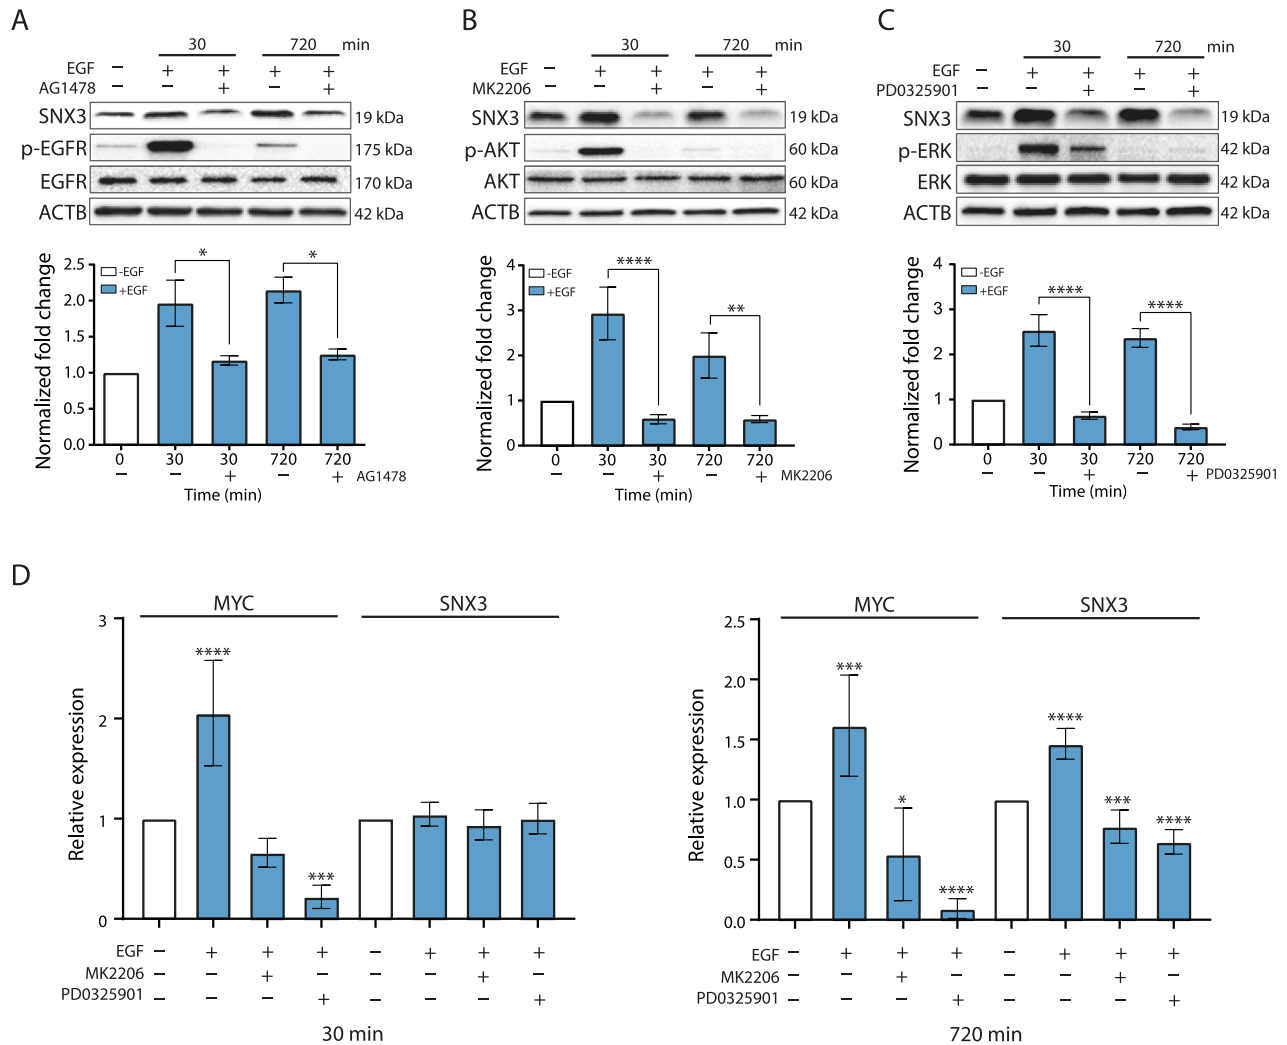 A
30 720 min
EGF − + + + +
AG1478 − − + − +
SNX3 19 kDa
p-EGFR 175 kDa
EGFR 170 kDa
ACTB 42 kDa
Normalized fold change
2.5
2.0
1.5
1.0
0.5
0.0
-EGF
+EGF
* *
0 30 30 720 720
− − + − + AG1478
Time (min)
B
30 720 min
EGF − + + + +
MK2206 − − + − +
SNX3 19 kDa
p-AKT 60 kDa
AKT 60 kDa
ACTB 42 kDa
Normalized fold change
4
3
2
1
0
-EGF
+EGF
**** **
0 30 30 720 720
− − + − + MK2206
Time (min)
C
30 720 min
EGF − + + + +
PD0325901 − − + − +
SNX3 19 kDa
p-ERK 42 kDa
ERK 42 kDa
ACTB 42 kDa
Normalized fold change
4
3
2
1
0
-EGF
+EGF
**** ****
0 30 30 720 720
− − + − + PD0325901
Time (min)
D
MYC SNX3
Relative expression
3
2
1
0
**** ***
EGF − + + + − + + +
MK2206 − − + − − − + −
PD0325901 − − − + − − − +
30 min
MYC SNX3
Relative expression
2.5
2.0
1.5
1.0
0.5
0.0
*** * **** **** *** ****
EGF − + + + − + + +
MK2206 − − + − − − + −
PD0325901 − − − + − − − +
720 min